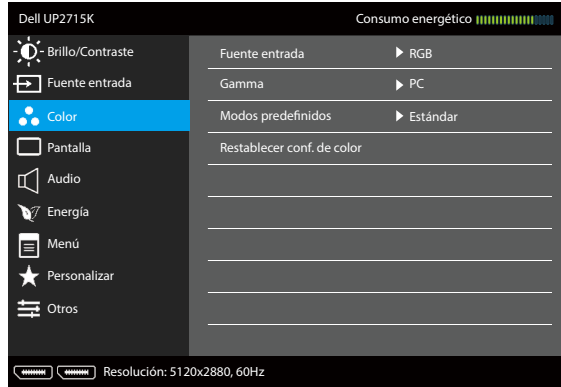 Dell UP2715K Consumo energético
Brillo/Contraste
Fuente entrada
Color
Pantalla
Audio
Energía
Menú
Personalizar
Otros
Fuente entrada RGB
Gamma PC
Modos predefinidos Estándar
Restablecer conf. de color
Resolución: 5120x2880, 60Hz